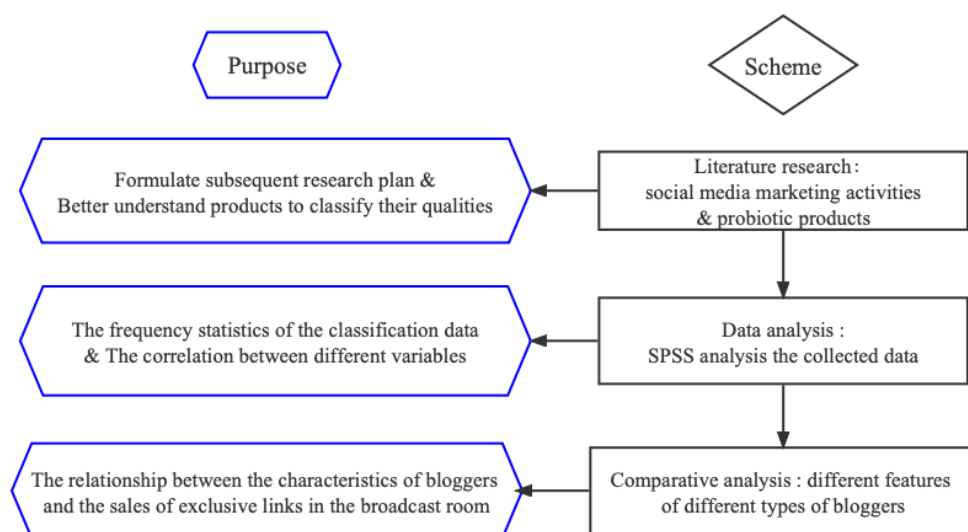 Purpose
Scheme
Formulate subsequent research plan &
Better understand products to classify their qualities
Literature research:
social media marketing activities
& probiotic products
The frequency statistics of the classification data
& The correlation between different variables
Data analysis :
SPSS analysis the collected data
The relationship between the characteristics of bloggers
and the sales of exclusive links in the broadcast room
Comparative analysis : different features
of different types of bloggers